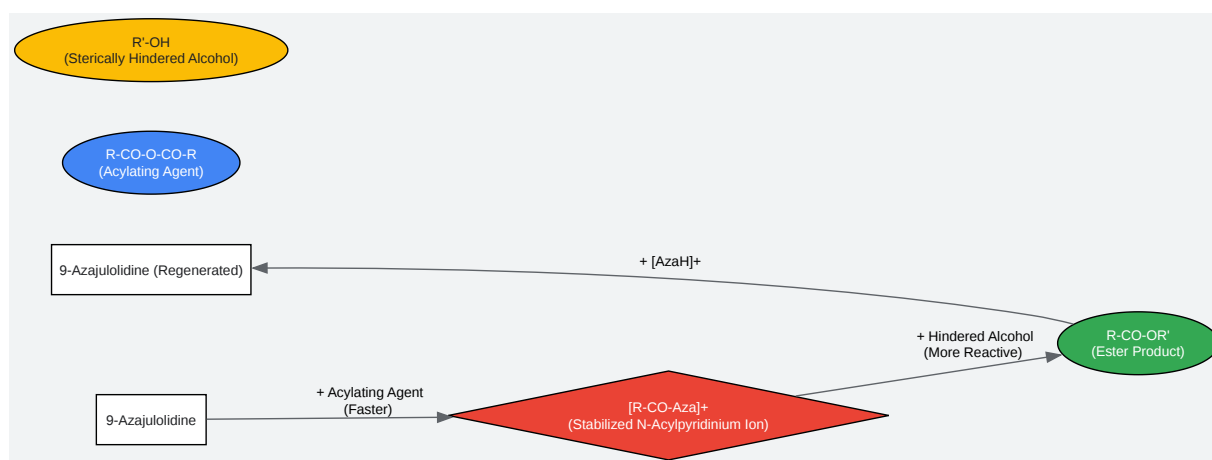 R'-OH
(Sterically Hindered Alcohol)
R-CO-O-CO-R
(Acylating Agent)
9-Azajulolidine (Regenerated)
+ [AzaH]+
+ Hindered Alcohol
(More Reactive)
R-CO-OR'
(Ester Product)
9-Azajulolidine
+ Acylating Agent
(Faster)
[R-CO-Aza]+
(Stabilized N-Acylpyridinium Ion)